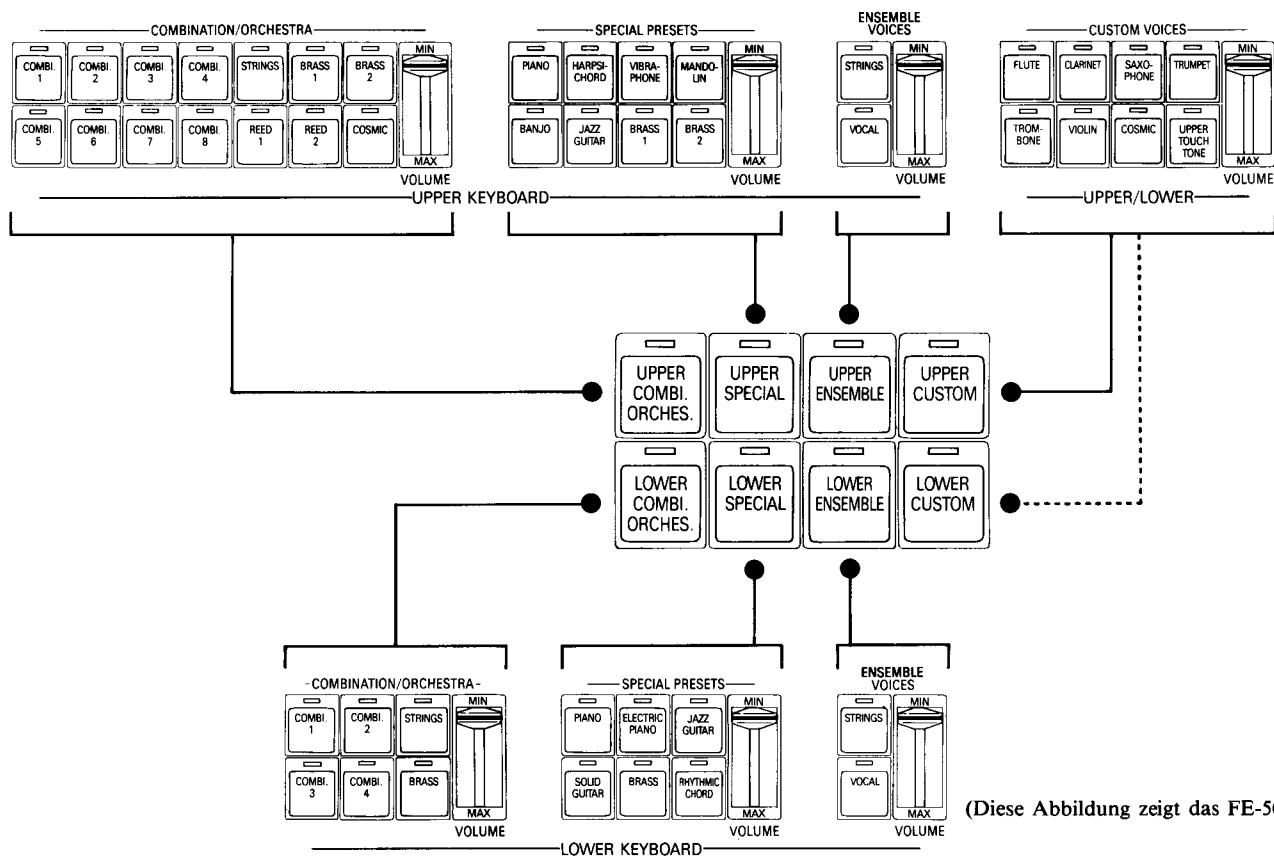 COMBINATION/ORCHESTRA
COMBI. 1
COMBI. 2
COMBI. 3
COMBI. 4
STRINGS
BRASS 1
BRASS 2
COMBI. 5
COMBI. 6
COMBI. 7
COMBI. 8
REED 1
REED 2
COSMIC
MIN
MAX
VOLUME
SPECIAL PRESETS
PIANO
HARPSI-
CHORD
VIBRA-
PHONE
MANDO-
LIN
BANJO
JAZZ
GUITAR
BRASS 1
BRASS 2
MIN
MAX
VOLUME
ENSEMBLE
VOICES
STRINGS
VOCAL
MIN
MAX
VOLUME
UPPER KEYBOARD
CUSTOM VOICES
FLUTE
CLARINET
SAXO-
PHONE
TRUMPET
TROM-
BONE
VIOLIN
COSMIC
UPPER
TOUCH
TONE
MIN
MAX
VOLUME
UPPER/LOWER
UPPER
COMBI.
ORCHES.
UPPER
SPECIAL
UPPER
ENSEMBLE
UPPER
CUSTOM
LOWER
COMBI.
ORCHES.
LOWER
SPECIAL
LOWER
ENSEMBLE
LOWER
CUSTOM
-COMBINATION/ORCHESTRA-
COMBI. 1
COMBI. 2
STRINGS
COMBI. 3
COMBI. 4
BRASS
MIN
MAX
VOLUME
SPECIAL PRESETS
PIANO
ELECTRIC
PIANO
JAZZ
GUITAR
SOLID
GUITAR
BRASS
RHYTHMIC
CHORD
MIN
MAX
VOLUME
ENSEMBLE
VOICES
STRINGS
VOCAL
MIN
MAX
VOLUME
LOWER KEYBOARD
(Diese Abbildung zeigt das